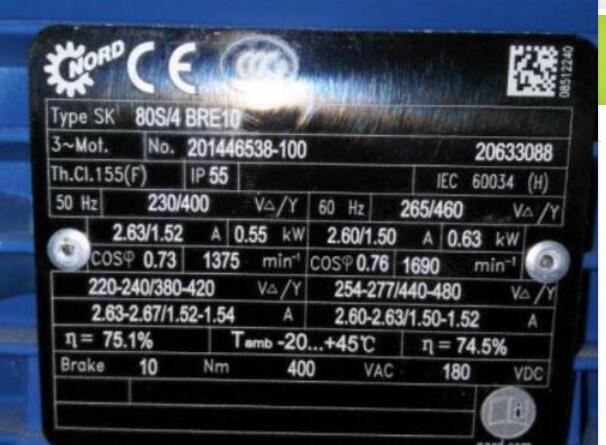 NORD CE CCC
08512240
Type SK 80S/4 BRE10
3~Mot. No. 201446538-100 20633088
Th.Cl.155(F) IP 55 IEC 60034 (H)
50 Hz 230/400 V△/Y 60 Hz 265/460 V△/Y
2.63/1.52 A 0.55 kW 2.60/1.50 A 0.63 kW
COSφ 0.73 1375 min⁻¹ COSφ 0.76 1690 min⁻¹
220-240/380-420 V△/Y 254-277/440-480 V△/Y
2.63-2.67/1.52-1.54 A 2.60-2.63/1.50-1.52 A
η = 75.1% Tamb -20...+45℃ η = 74.5%
Brake 10 Nm 400 VAC 180 VDC
nord.com